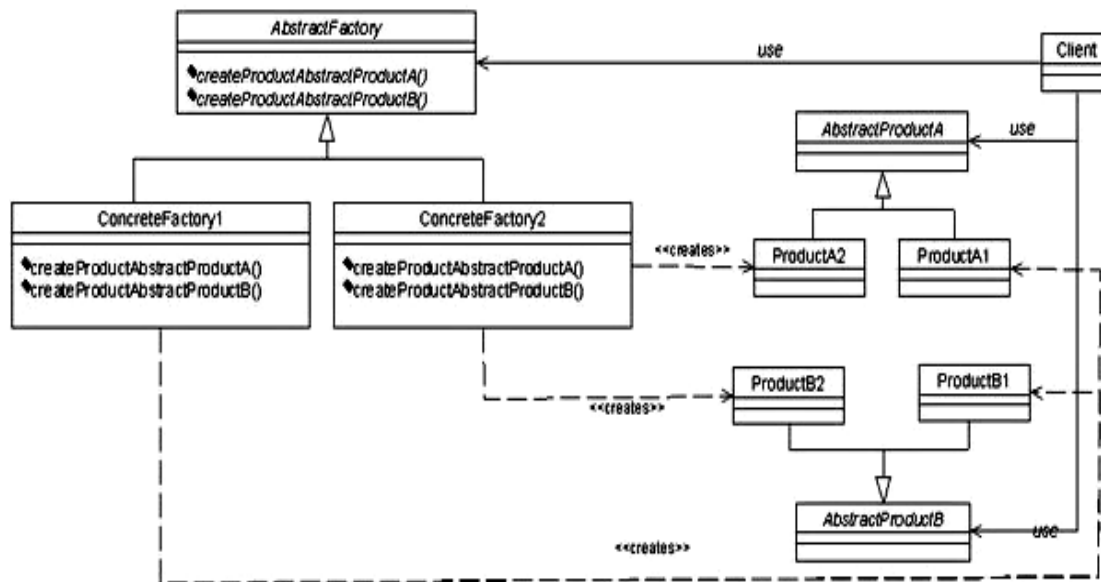 AbstractFactory
createProductAbstractProductA()
createProductAbstractProductB()
use
Client
AbstractProductA
use
ConcreteFactory1
createProductAbstractProductA()
createProductAbstractProductB()
ConcreteFactory2
createProductAbstractProductA()
createProductAbstractProductB()
<<creates>>
ProductA2
ProductA1
<<creates>>
ProductB2
ProductB1
AbstractProductB
use
<<creates>>